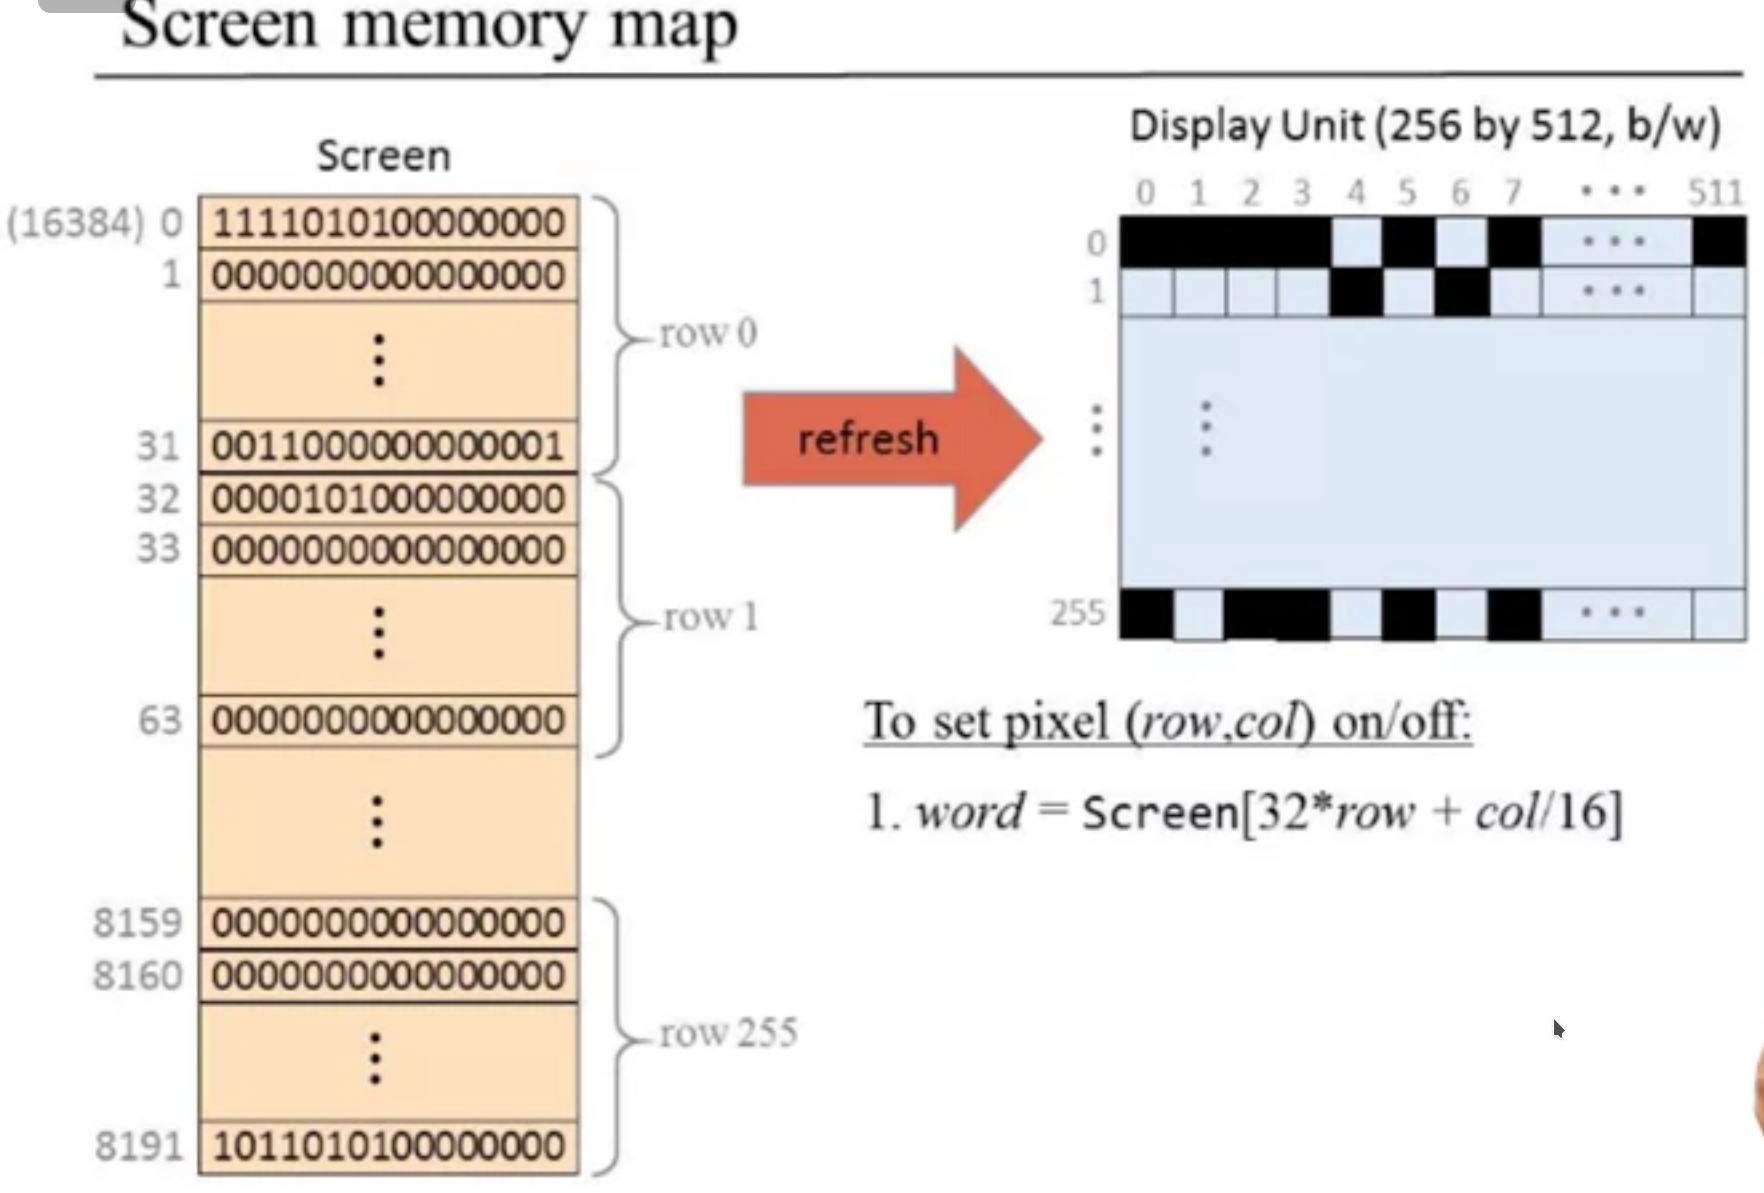 Screen memory map
Screen
(16384) 0 1111010100000000
1 0000000000000000
⋮
31 0011000000000001
32 0000101000000000
33 0000000000000000
⋮
63 0000000000000000
⋮
8159 0000000000000000
8160 0000000000000000
⋮
8191 1011010100000000
row 0
row 1
row 255
refresh
Display Unit (256 by 512, b/w)
0 1 2 3 4 5 6 7 ... 511
0 ...
1 ...
⋮ ⋮
255 ...
To set pixel (row,col) on/off:
1. word = Screen[32*row + col/16]